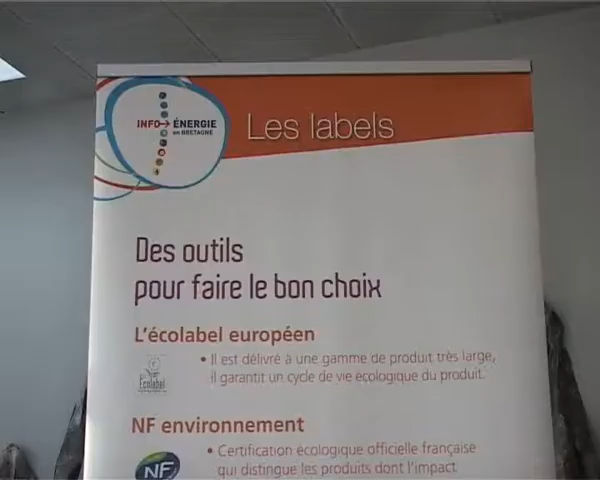 INFO→ÉNERGIE
en BRETAGNE
Les labels
Des outils
pour faire le bon choix
L'écolabel européen
• Il est délivré à une gamme de produit très large,
il garantit un cycle de vie écologique du produit.
Ecolabel
NF environnement
• Certification écologique officielle française
qui distingue les produits dont l'impact
NF